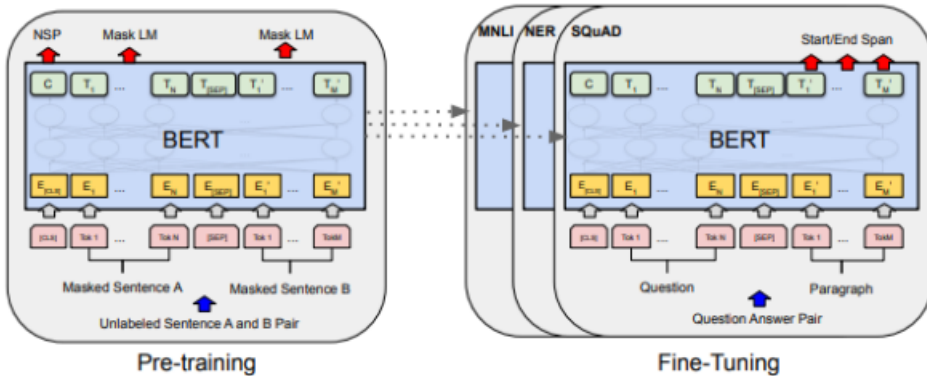 NSP Mask LM Mask LM
C T1 ... TN T[SEP] T1' ... TM'
BERT
E[CLS] E1 ... EN E[SEP] E1' ... EM'
[CLS] Tok 1 ... Tok N [SEP] Tok 1 ... TokM
Masked Sentence A Masked Sentence B
Unlabeled Sentence A and B Pair
Pre-training
MNLI NER SQuAD
Start/End Span
C T1 ... TN T[SEP] T1' ... TM'
BERT
E[CLS] E1 ... EN E[SEP] E1' ... EM'
[CLS] Tok 1 ... Tok N [SEP] Tok 1 ... TokM
Question Paragraph
Question Answer Pair
Fine-Tuning